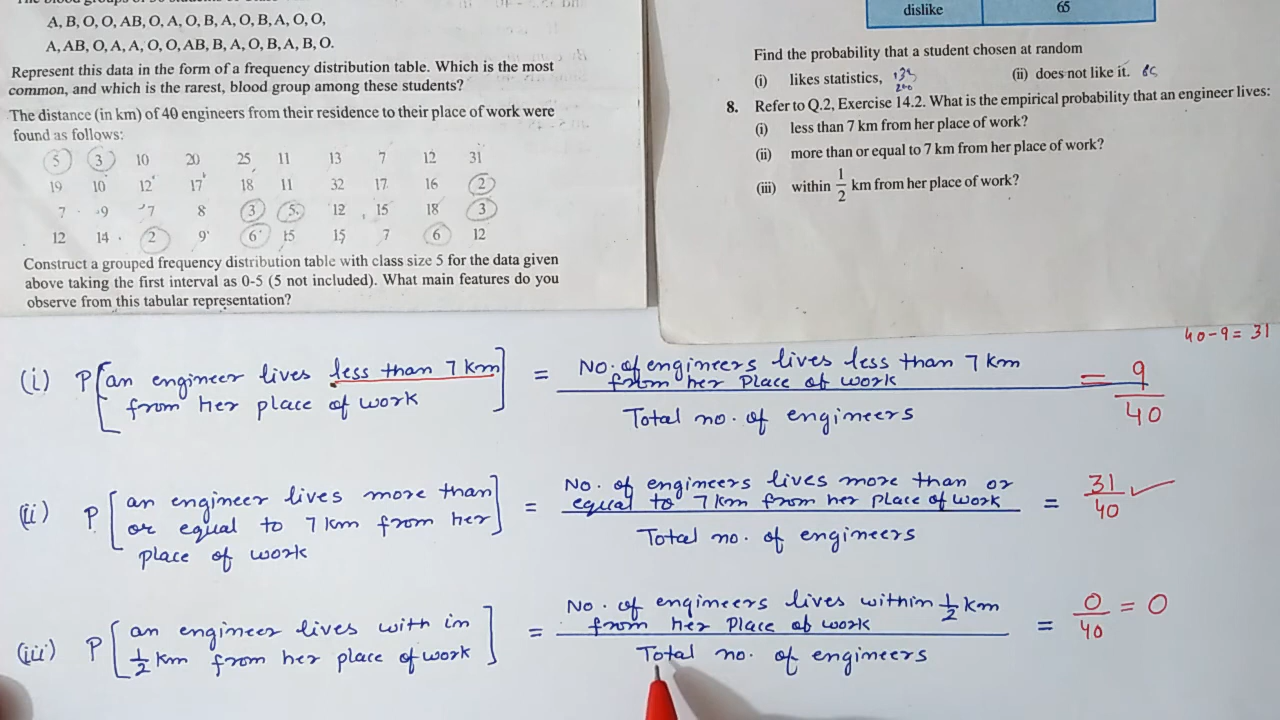 A, B, O, O, AB, O, A, O, B, A, O, B, A, O, O,
A, AB, O, A, A, O, O, AB, B, A, O, B, A, B, O.
Represent this data in the form of a frequency distribution table. Which is the most
common, and which is the rarest, blood group among these students?
The distance (in km) of 40 engineers from their residence to their place of work were
found as follows:
5 3 10 20 25 11 13 7 12 31
19 10 12 17 18 11 32 17 16 2
7 9 7 8 3 5 12 15 18 3
12 14 2 9 6 15 15 7 6 12
Construct a grouped frequency distribution table with class size 5 for the data given
above taking the first interval as 0-5 (5 not included). What main features do you
observe from this tabular representation?
dislike 65
Find the probability that a student chosen at random
(i) likes statistics, 135/200 (ii) does not like it. 65
8. Refer to Q.2, Exercise 14.2. What is the empirical probability that an engineer lives:
(i) less than 7 km from her place of work?
(ii) more than or equal to 7 km from her place of work?
(iii) within 1/2 km from her place of work?
40-9=31
(i) P[an engineer lives less than 7 km
from her place of work] = No. of engineers lives less than 7 km
from her place of work
Total no. of engineers
= 9/40
(ii) P[an engineer lives more than
or equal to 7 km from her
place of work] = No. of engineers lives more than or
equal to 7 km from her place of work
Total no. of engineers
= 31/40 ✓
(iii) P[an engineer lives with in
1/2 km from her place of work] = No. of engineers lives within 1/2 km
from her place of work
Total no. of engineers
= 0/40 = 0